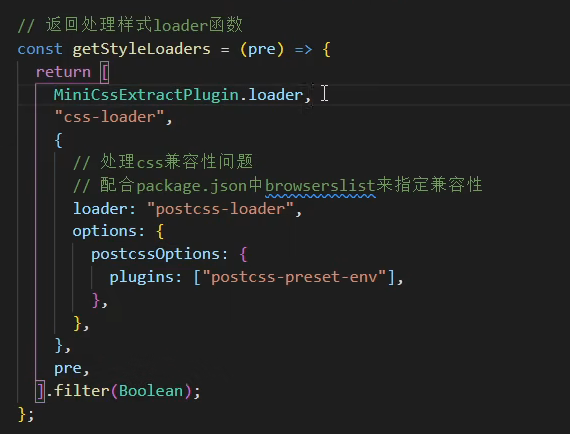 // 返回处理样式loader函数
const getStyleLoaders = (pre) => {
  return [
    MiniCssExtractPlugin.loader,
    "css-loader",
    {
      // 处理css兼容性问题
      // 配合package.json中browserslist来指定兼容性
      loader: "postcss-loader",
      options: {
        postcssOptions: {
          plugins: ["postcss-preset-env"],
        },
      },
    },
    pre,
  ].filter(Boolean);
};